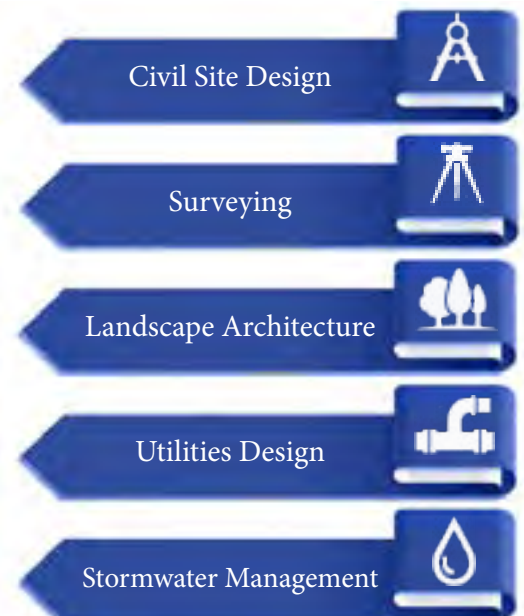 Civil Site Design
Surveying
Landscape Architecture
Utilities Design
Stormwater Management